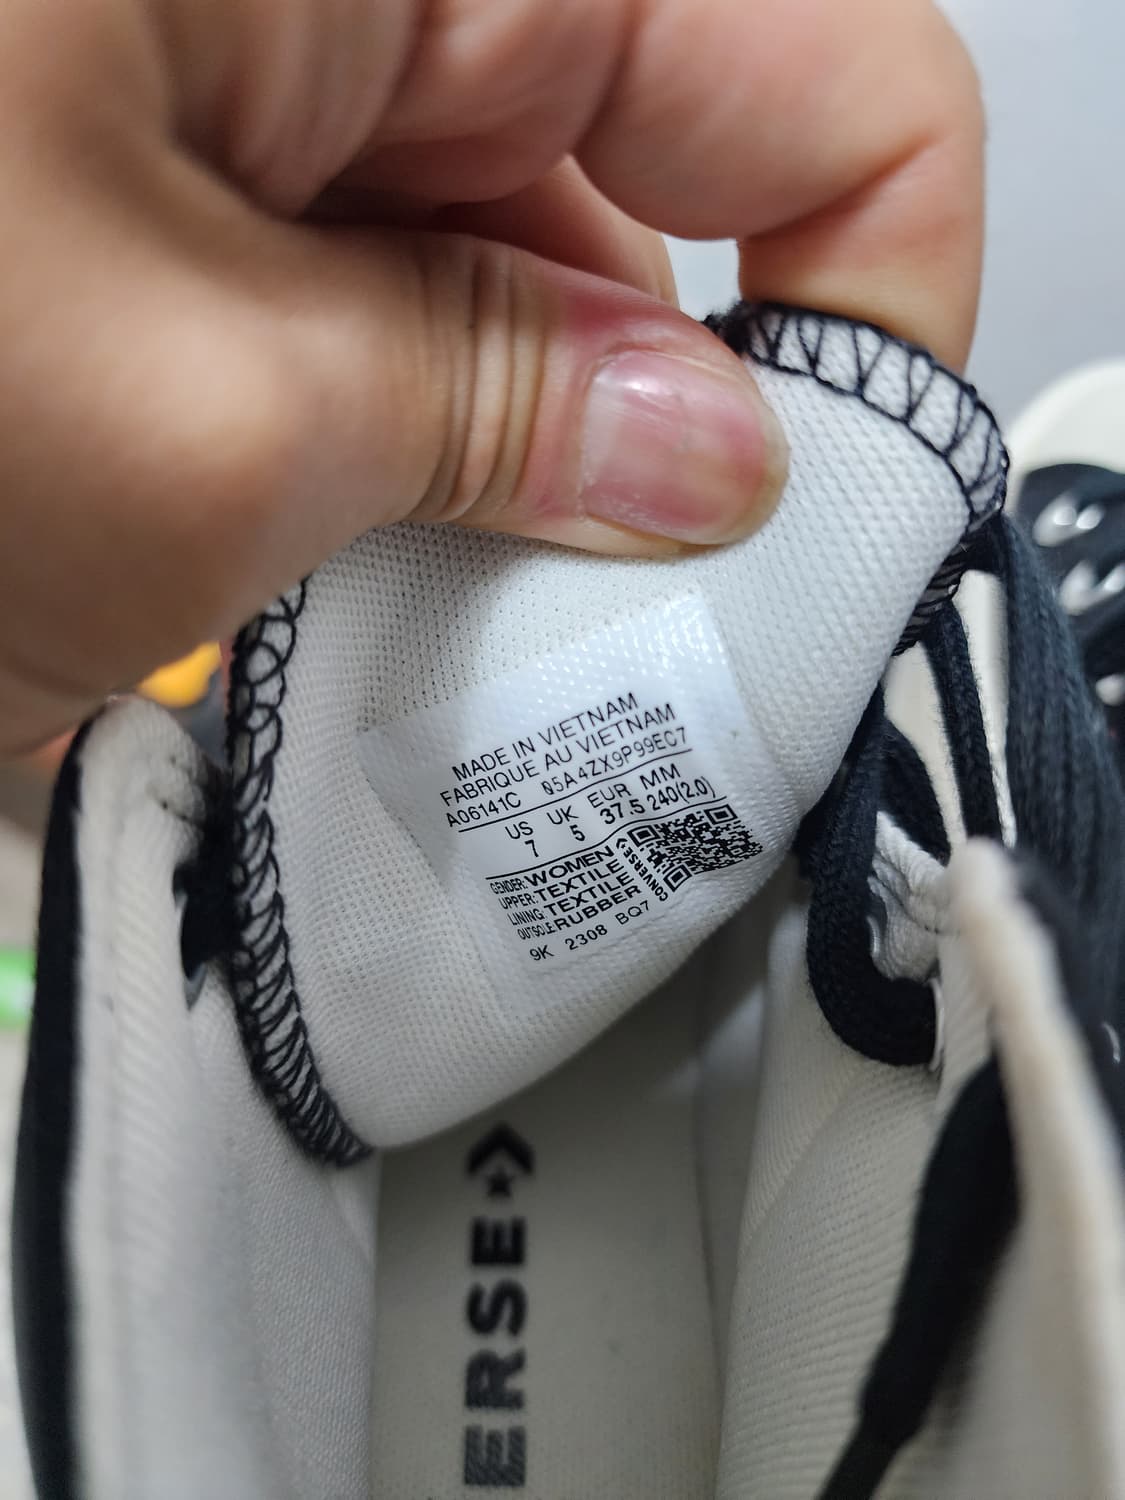 MADE IN VIETNAM
FABRIQUE AU VIETNAM
A06141C 05A4ZX9P99EC7
US UK EUR MM
7 5 37.5 240(2.0)
GENDER: WOMEN
UPPER: TEXTILE
LINING TEXTILE
OUTSOLE RUBBER
CONVERSE
9K 2308 BQ7
ERSE